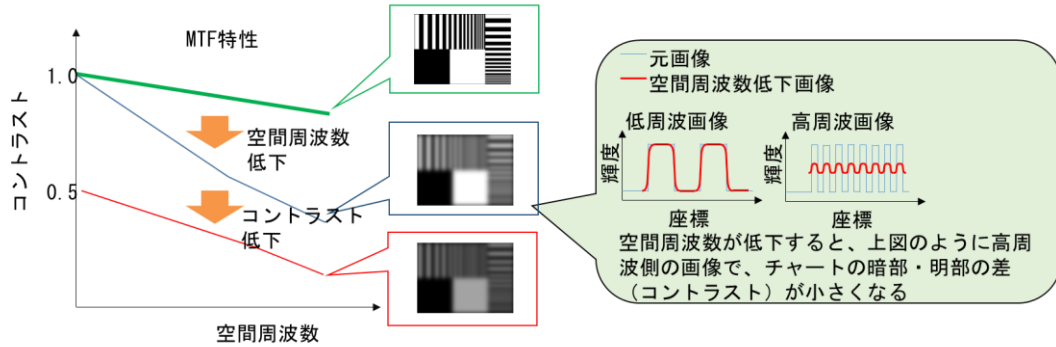 MTF特性
コントラスト
1.0
0.5
空間周波数
低下
コントラスト
低下
空間周波数
元画像
空間周波数低下画像
低周波画像
高周波画像
輝度
座標
輝度
座標
空間周波数が低下すると、上図のように高周
波側の画像で、チャートの暗部・明部の差
(コントラスト)が小さくなる